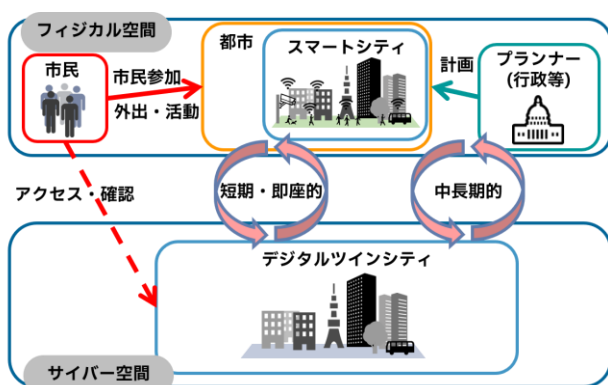 フィジカル空間
市民
市民参加
外出・活動
都市
スマートシティ
計画
プランナー
(行政等)
アクセス・確認
短期・即座的
中長期的
デジタルツインシティ
サイバー空間